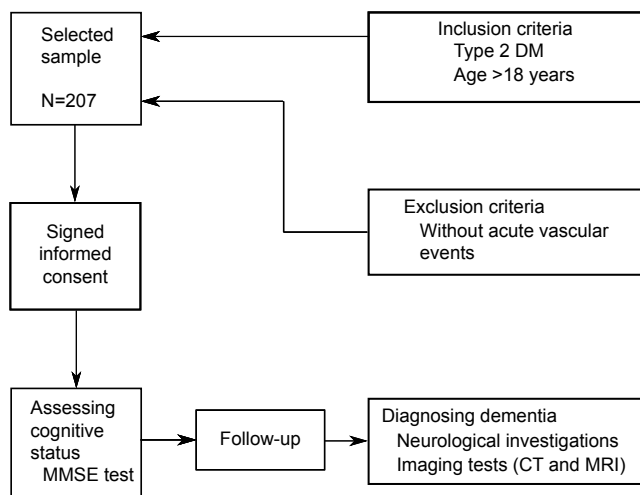 Selected
sample
N=207
Inclusion criteria
Type 2 DM
Age >18 years
Exclusion criteria
Without acute vascular
events
Signed
informed
consent
Assessing
cognitive
status
MMSE test
Follow-up
Diagnosing dementia
Neurological investigations
Imaging tests (CT and MRI)